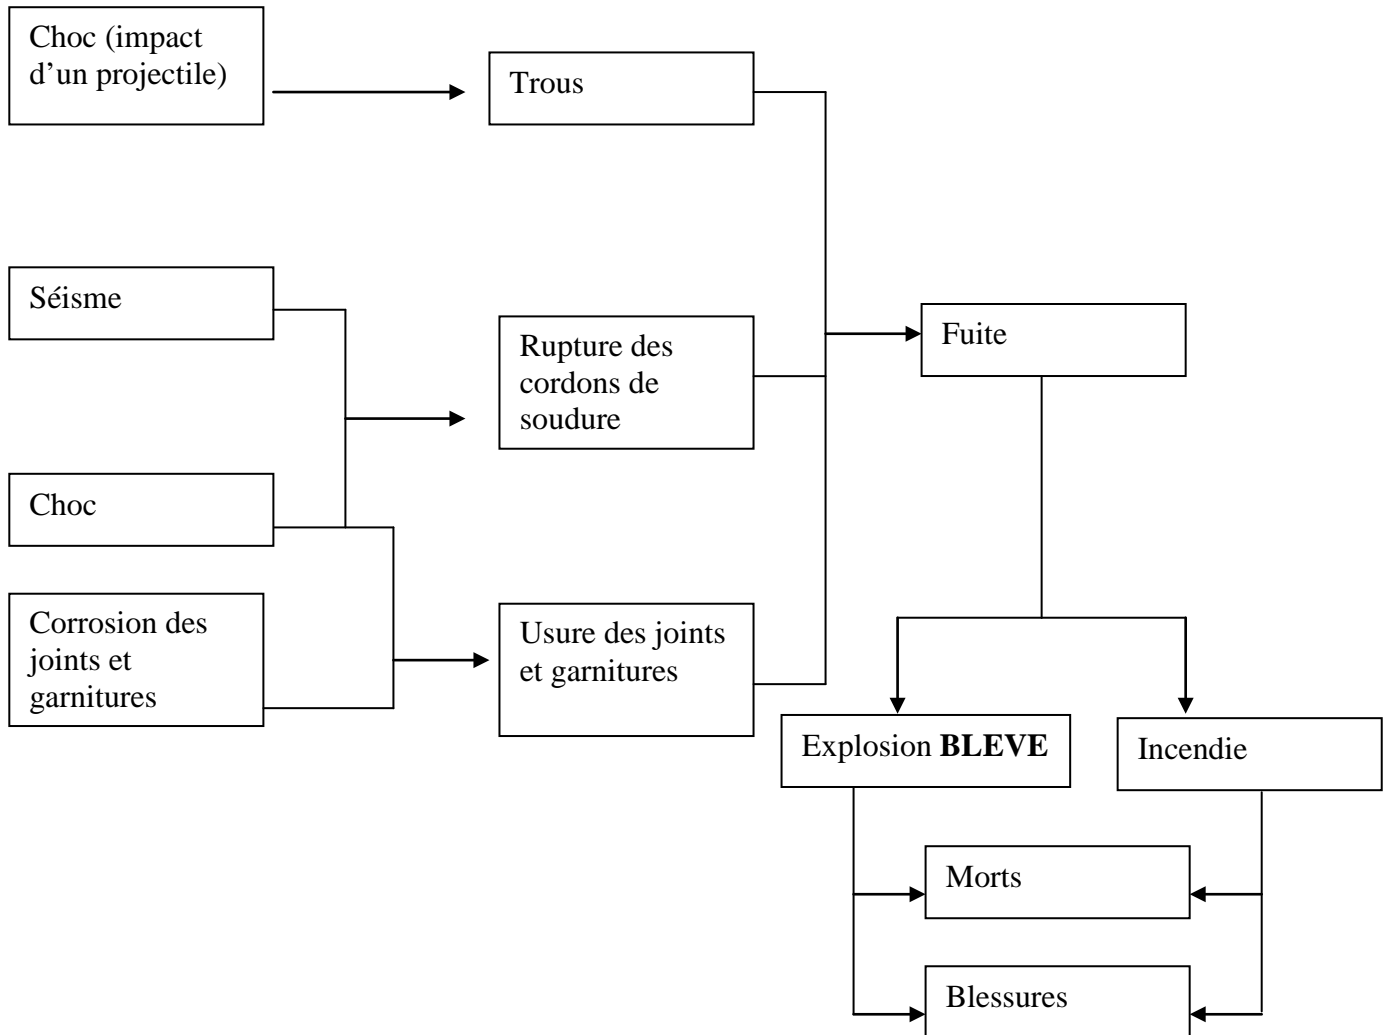 Choc (impact
d’un projectile)
Trous
Séisme
Rupture des
cordons de
soudure
Fuite
Choc
Corrosion des
joints et
garnitures
Usure des joints
et garnitures
Explosion BLEVE
Incendie
Morts
Blessures